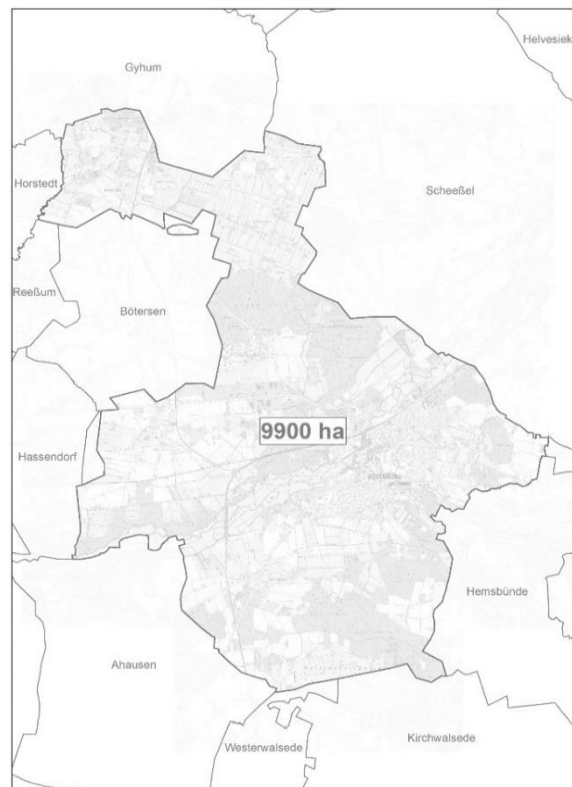 Helvesiek
Gyhum
Horstedt
Scheeßel
Reeßum
Bötersen
9900 ha
Hassendorf
Hemsbünde
Ahausen
Kirchwalsede
Westerwalsede